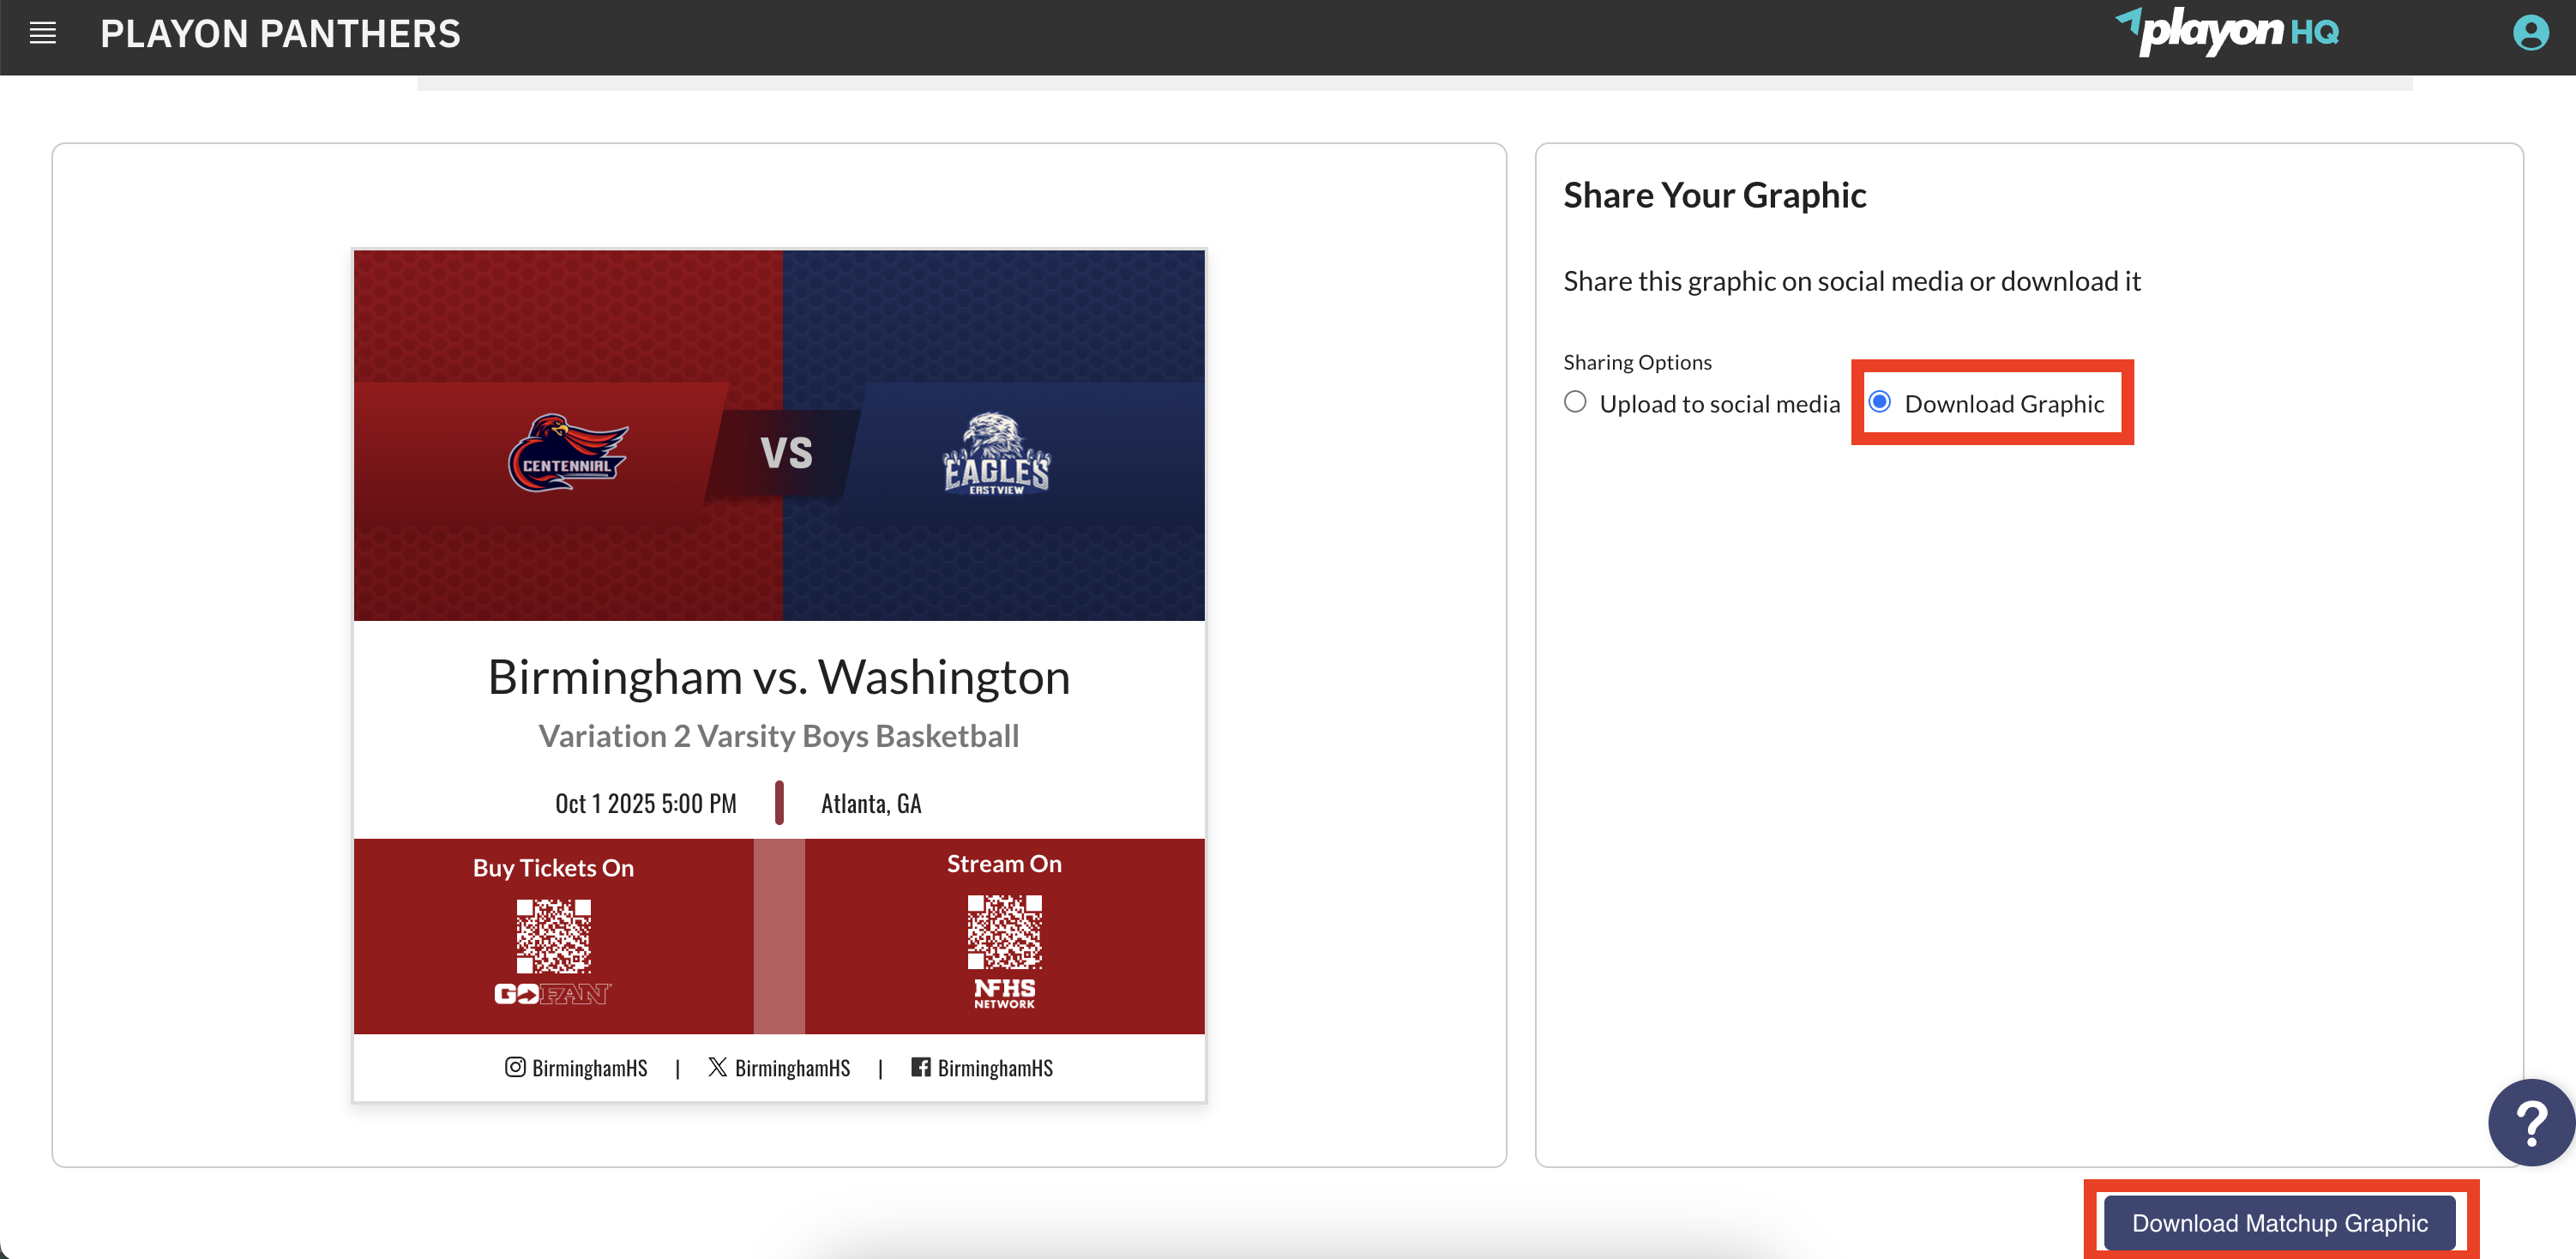 PLAYON PANTHERS
playon HQ
CENTENNIAL
VS
EAGLES
EASTVIEW
Birmingham vs. Washington
Variation 2 Varsity Boys Basketball
Oct 1 2025 5:00 PM
Atlanta, GA
Buy Tickets On
GOFAN
Stream On
NFHS
NETWORK
BirminghamHS | BirminghamHS | BirminghamHS
Share Your Graphic
Share this graphic on social media or download it
Sharing Options
Upload to social media Download Graphic
?
Download Matchup Graphic